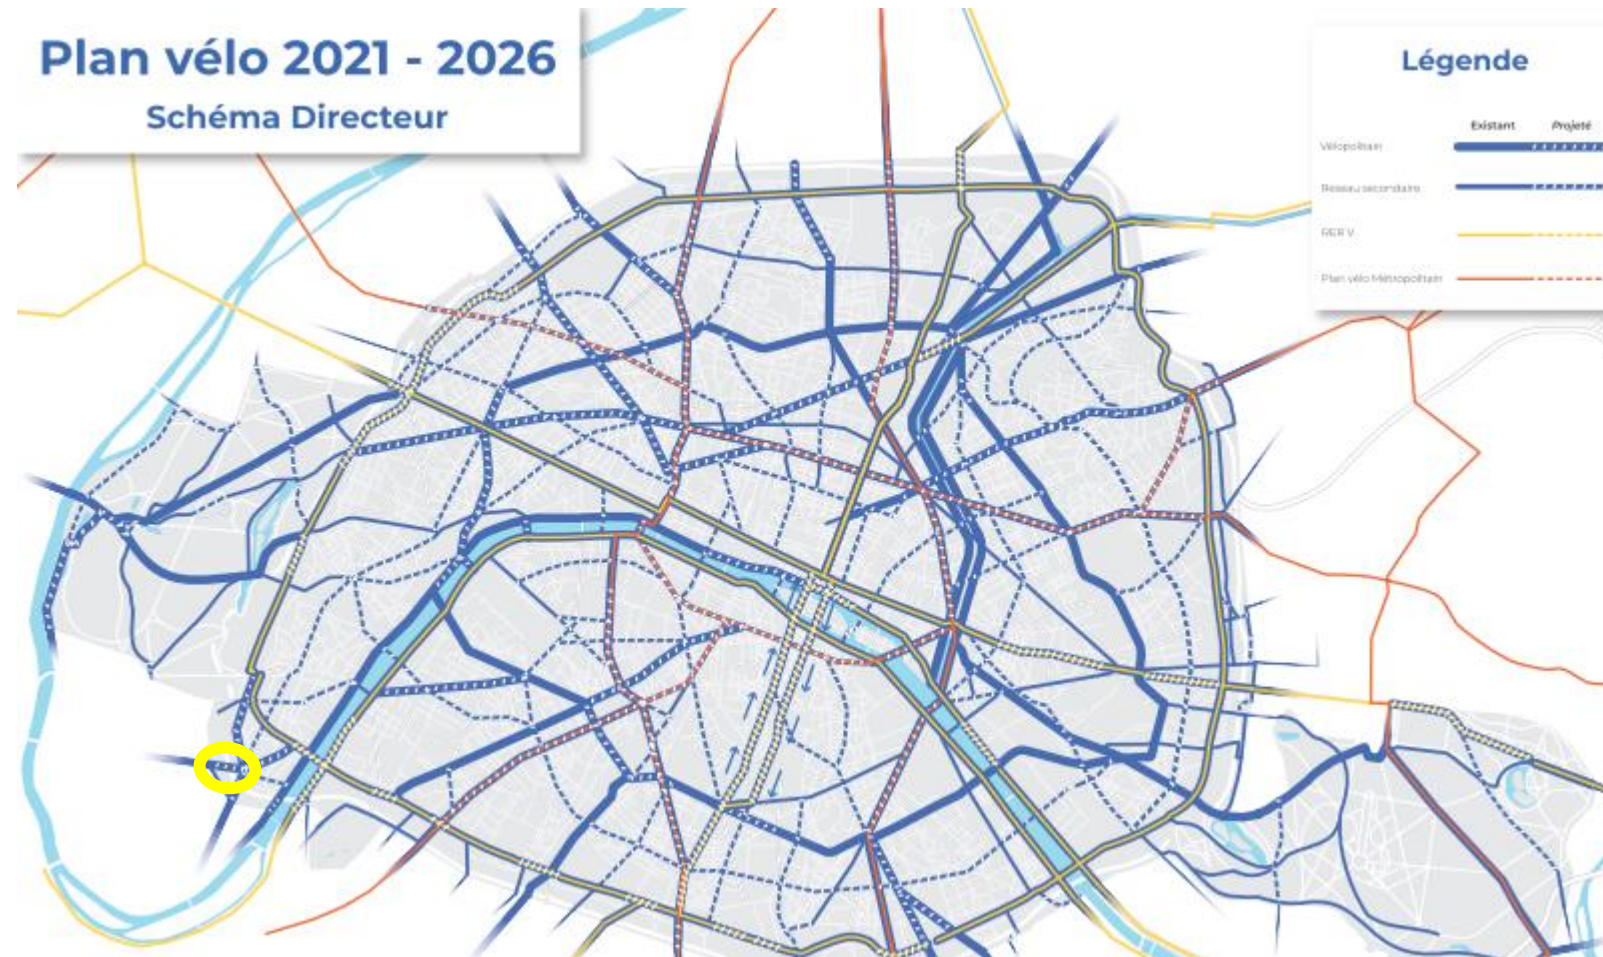 Plan vélo 2021 - 2026
Schéma Directeur
Légende
Existant Projeté
Vélopolitain
Réseau secondaire
RER V
Plan vélo Métropolitain